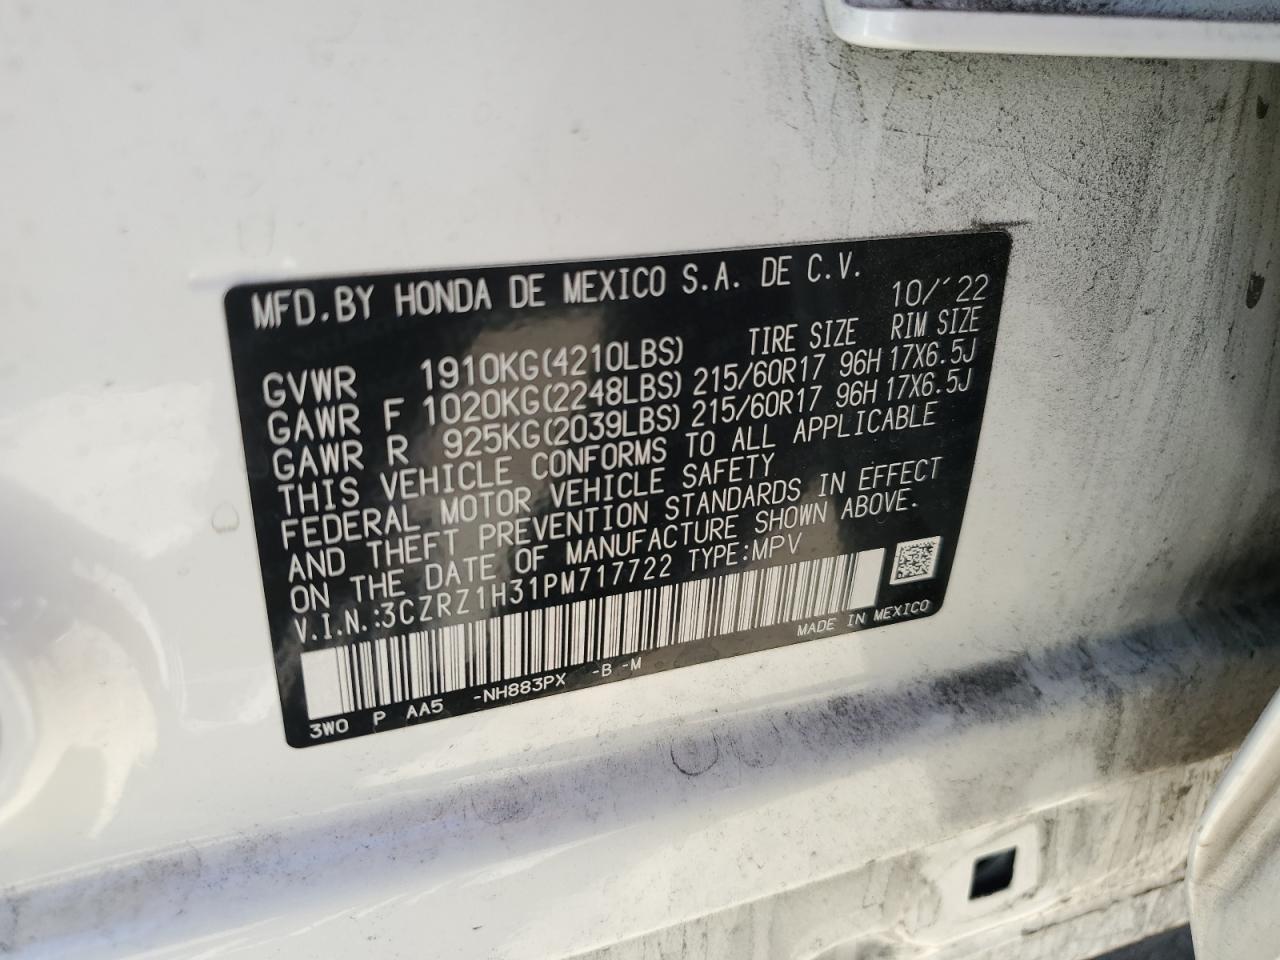 MFD.BY HONDA DE MEXICO S.A. DE C.V. 10/'22
TIRE SIZE RIM SIZE
GVWR 1910KG(4210LBS)
GAWR F 1020KG(2248LBS) 215/60R17 96H 17X6.5J
GAWR R 925KG(2039LBS) 215/60R17 96H 17X6.5J
THIS VEHICLE CONFORMS TO ALL APPLICABLE
FEDERAL MOTOR VEHICLE SAFETY
AND THEFT PREVENTION STANDARDS IN EFFECT
ON THE DATE OF MANUFACTURE SHOWN ABOVE.
V.I.N.:3CZRZ1H31PM717722 TYPE:MPV
MADE IN MEXICO
3WO P AA5 -NH883PX -B -M